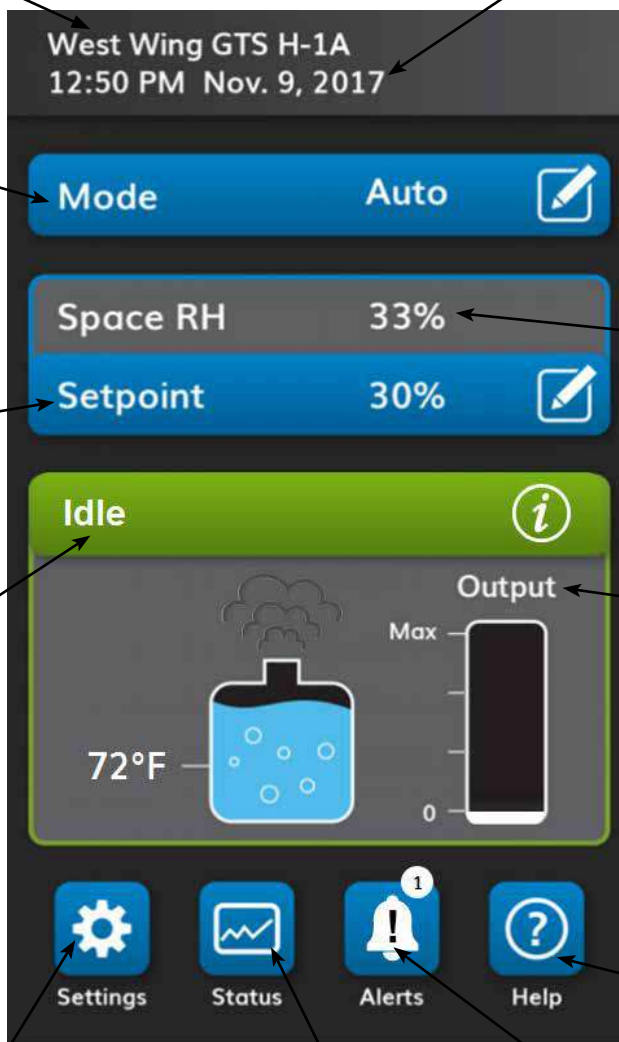 West Wing GTS H-1A
12:50 PM Nov. 9, 2017
Mode Auto
Space RH 33%
Setpoint 30%
Idle i
Output
Max
72°F
0
1
!
?
Settings Status Alerts Help